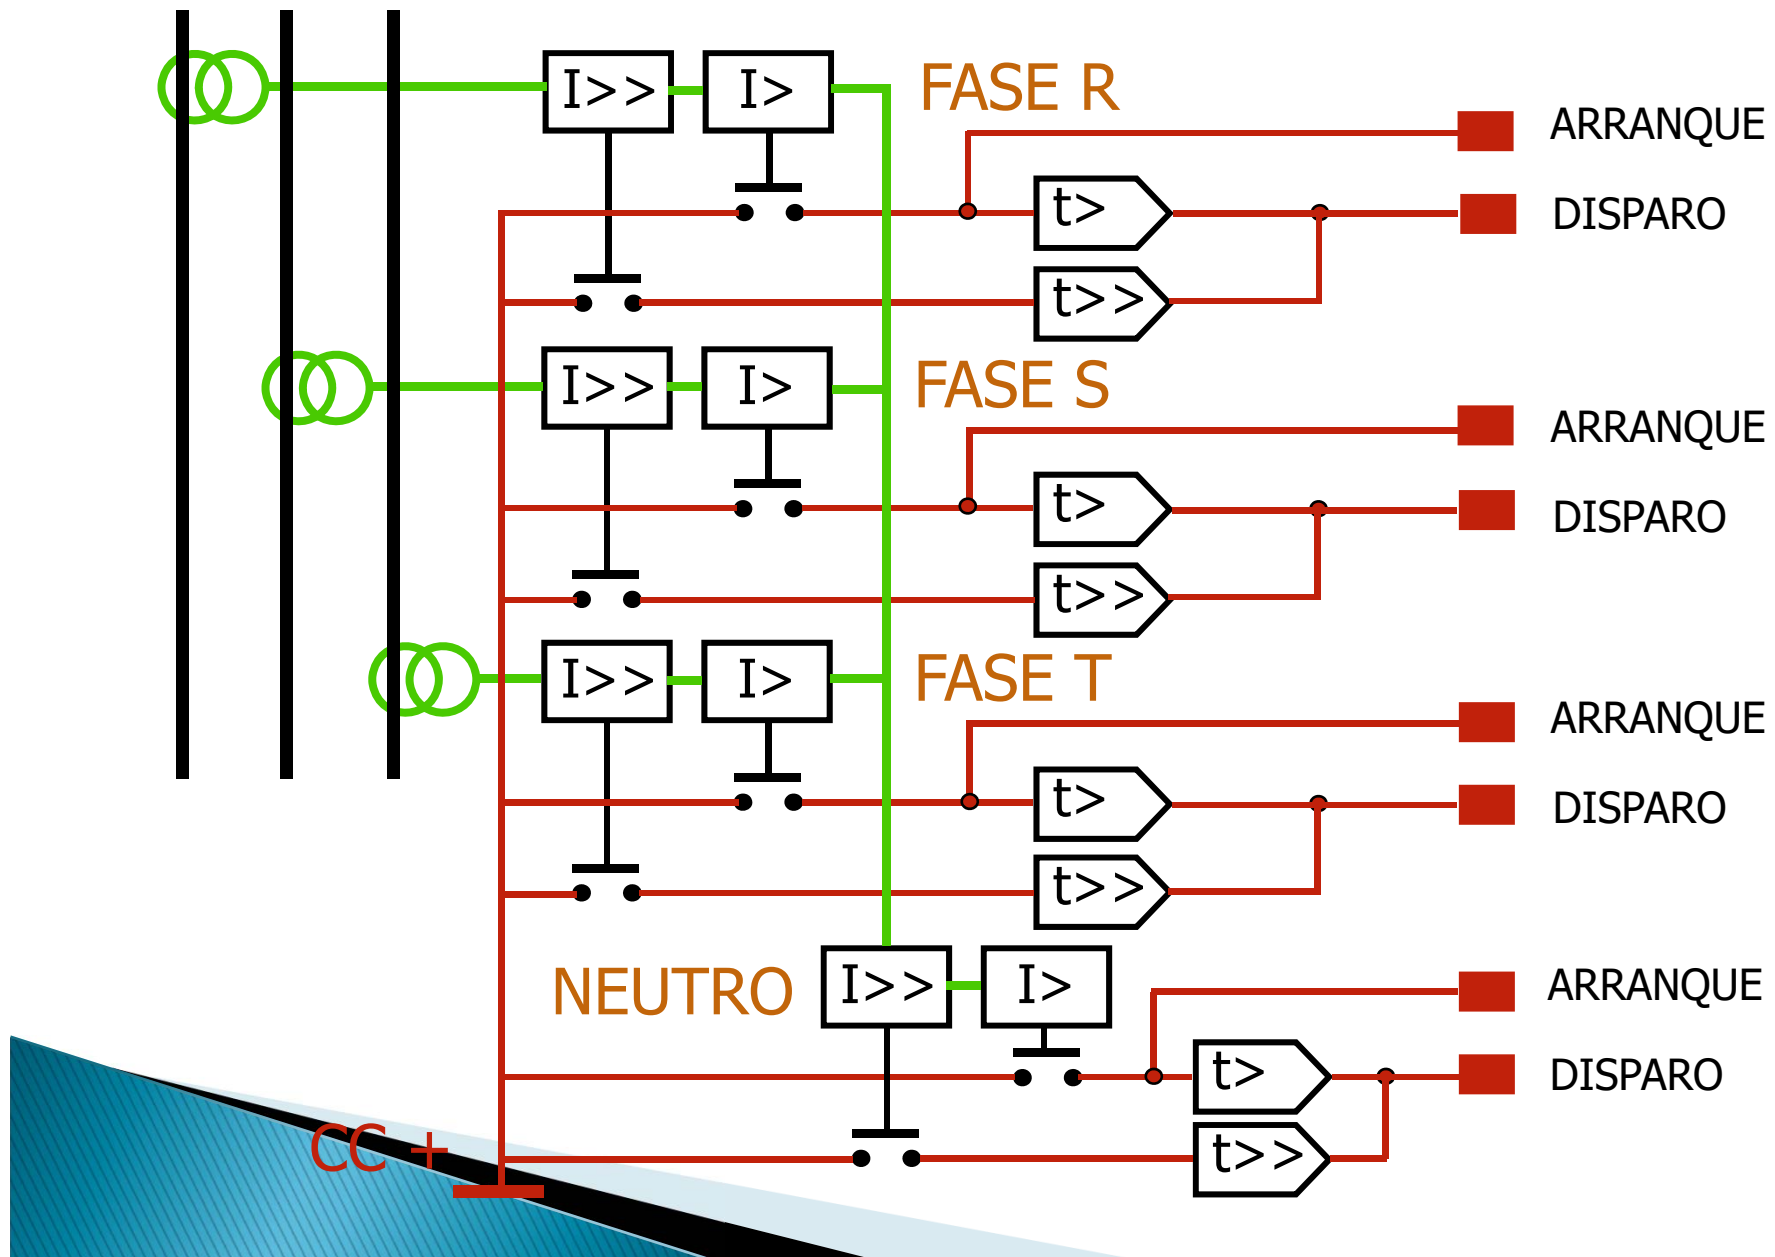 I>> I> FASE R
ARRANQUE
t> DISPARO
t>>
I>> I> FASE S
ARRANQUE
t> DISPARO
t>>
I>> I> FASE T
ARRANQUE
t> DISPARO
t>>
NEUTRO I>> I> ARRANQUE
t> DISPARO
CC + t>>